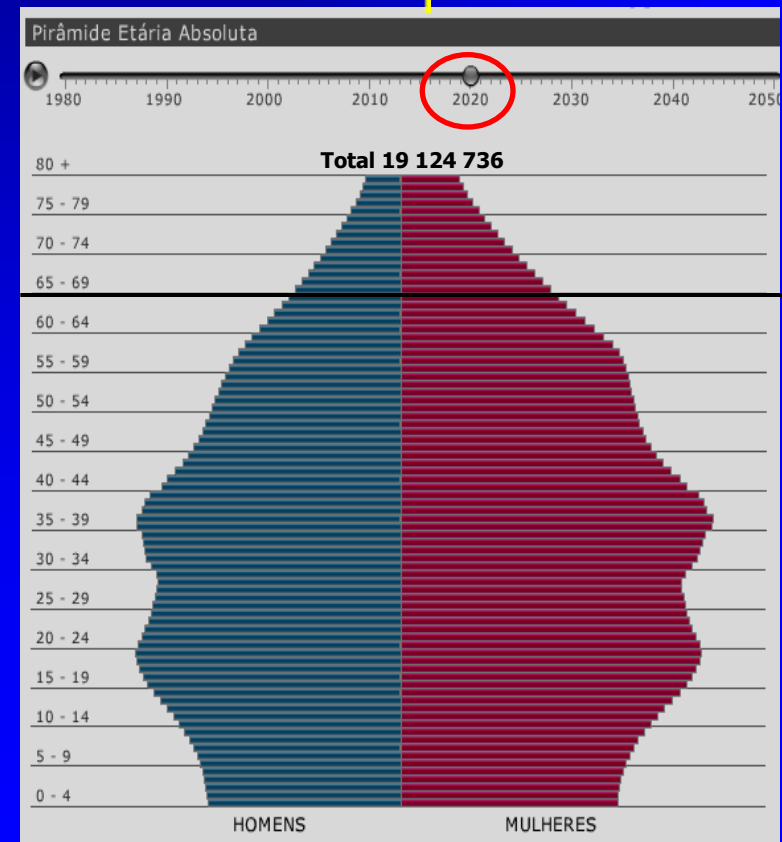 Pirâmide Etária Absoluta
1980 1990 2000 2010 2020 2030 2040 2050
Total 19 124 736
80 +
75 - 79
70 - 74
65 - 69
60 - 64
55 - 59
50 - 54
45 - 49
40 - 44
35 - 39
30 - 34
25 - 29
20 - 24
15 - 19
10 - 14
5 - 9
0 - 4
HOMENS MULHERES